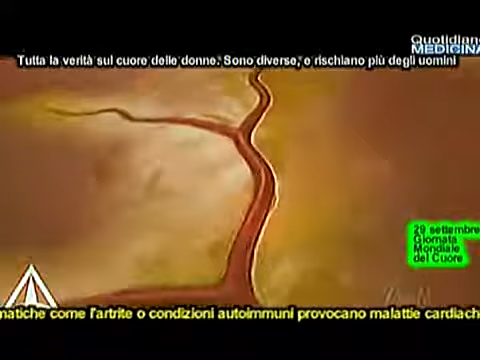 Quotidiano
MEDICINA
Tutta la verità sul cuore delle donne. Sono diverse, e rischiano più degli uomini
29 settembre
Giornata
Mondiale
del Cuore
matiche come l'artrite o condizioni autoimmuni provocano malattie cardiache